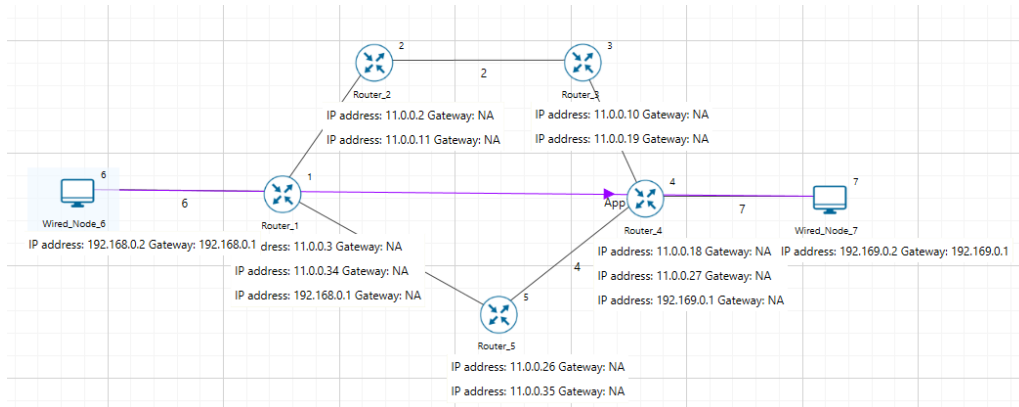 2
3
2
Router_2
Router_3
IP address: 11.0.0.2 Gateway: NA
IP address: 11.0.0.10 Gateway: NA
IP address: 11.0.0.11 Gateway: NA
IP address: 11.0.0.19 Gateway: NA
6
1
4
7
6
App
7
Wired_Node_6
Router_1
Router_4
Wired_Node_7
IP address: 192.168.0.2 Gateway: 192.168.0.1
dress: 11.0.0.3 Gateway: NA
IP address: 11.0.0.18 Gateway: NA
IP address: 192.169.0.2 Gateway: 192.169.0.1
IP address: 11.0.0.34 Gateway: NA
4
IP address: 11.0.0.27 Gateway: NA
IP address: 192.168.0.1 Gateway: NA
5
IP address: 192.169.0.1 Gateway: NA
Router_5
IP address: 11.0.0.26 Gateway: NA
IP address: 11.0.0.35 Gateway: NA